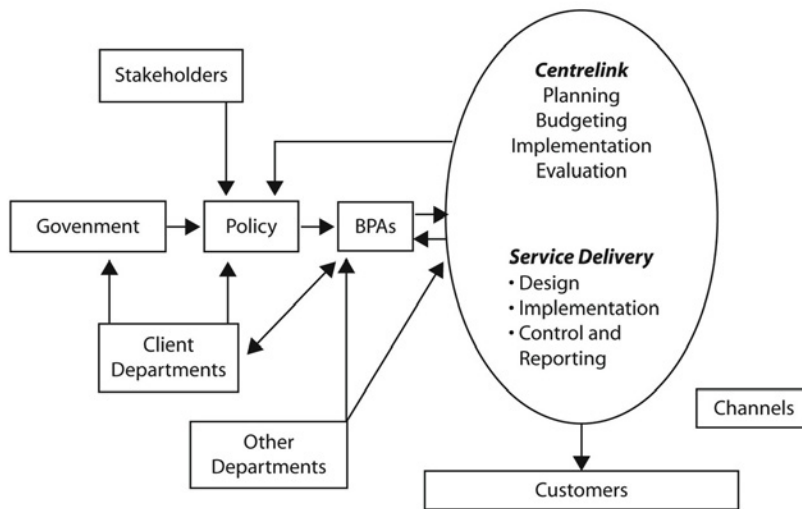 Stakeholders
Centrelink
Planning
Budgeting
Implementation
Evaluation
Govenment
Policy
BPAs
Service Delivery
• Design
• Implementation
• Control and
Reporting
Client
Departments
Other
Departments
Channels
Customers